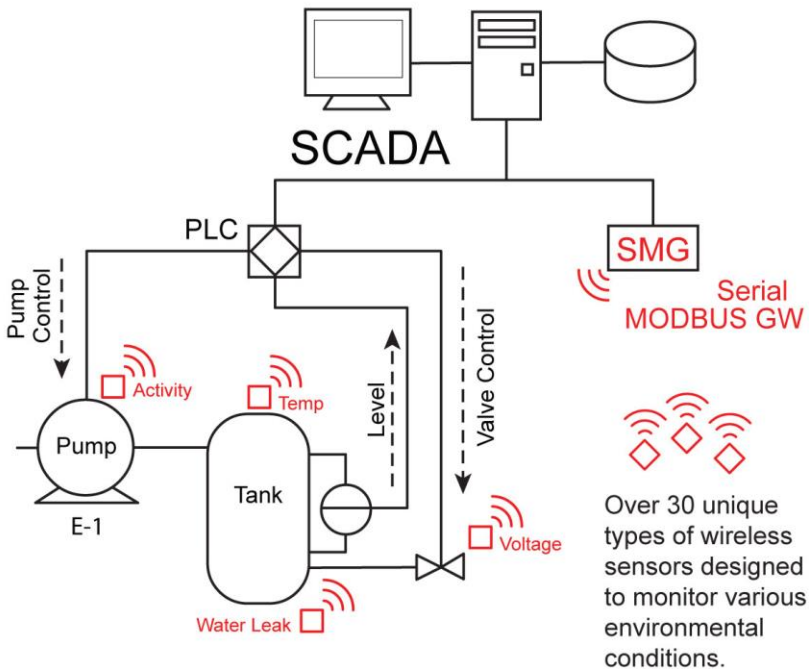 SCADA
PLC
SMG
Serial
MODBUS GW
Pump
Control
Activity
Temp
Level
Valve Control
Pump
Tank
E-1
Voltage
Water Leak
Over 30 unique
types of wireless
sensors designed
to monitor various
environmental
conditions.